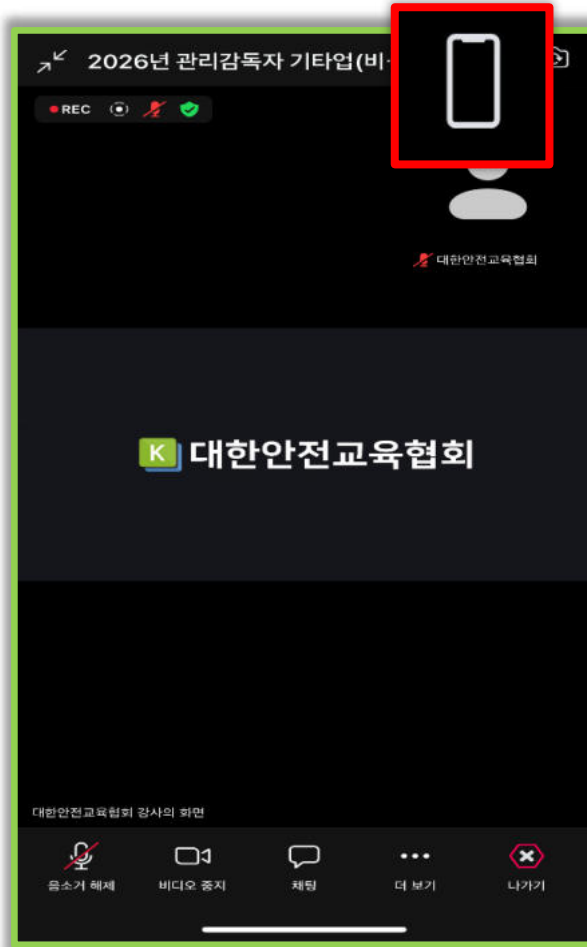 2026년 관리감독자 기타업(비
REC
대한안전교육협회
K 대한안전교육협회
대한안전교육협회 강사의 화면
음소거 해제 비디오 중지 채팅 더 보기 나가기